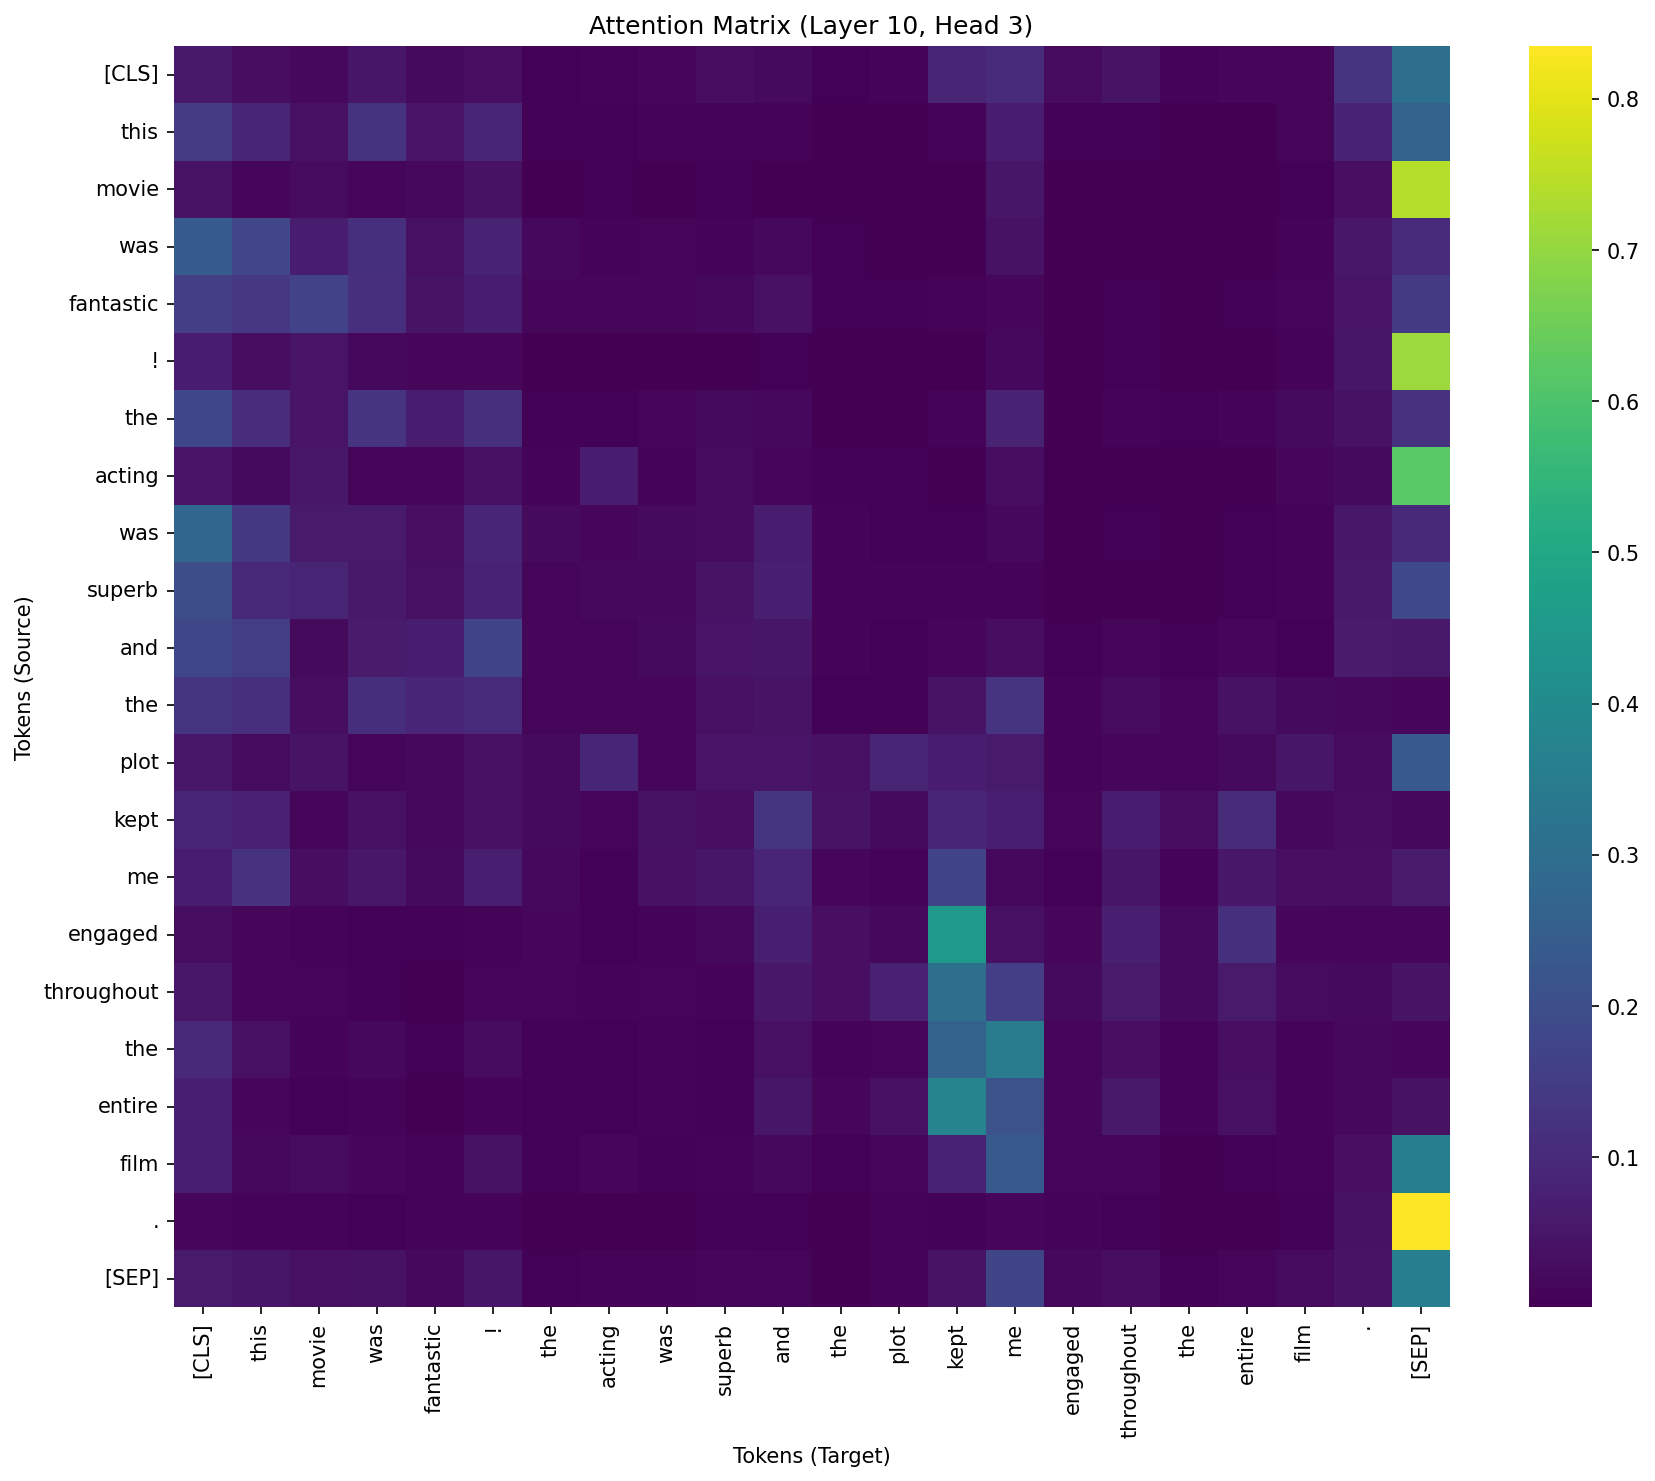 Attention Matrix (Layer 10, Head 3)
Tokens (Source)
[CLS]
this
movie
was
fantastic
!
the
acting
was
superb
and
the
plot
kept
me
engaged
throughout
the
entire
film
.
[SEP]
[CLS]
this
movie
was
fantastic
!
the
acting
was
superb
and
the
plot
kept
me
engaged
throughout
the
entire
film
.
[SEP]
Tokens (Target)
0.8
0.7
0.6
0.5
0.4
0.3
0.2
0.1